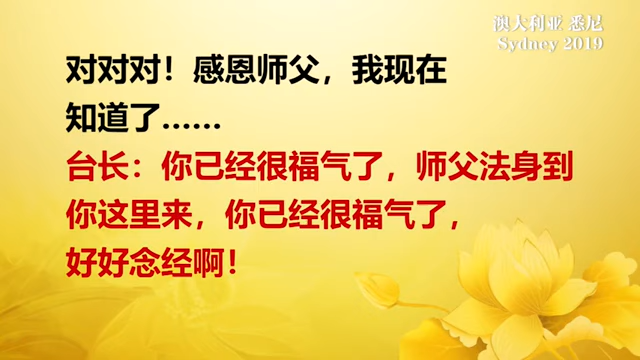 澳大利亚 悉尼
Sydney 2019
对对对！感恩师父，我现在
知道了……
台长：你已经很福气了，师父法身到
你这里来，你已经很福气了，
好好念经啊！